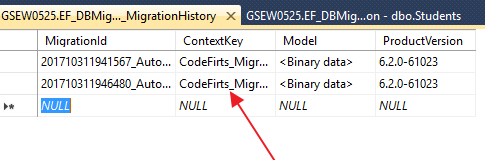 GSEW0525.EF_DBMig..._MigrationHistory GSEW0525.EF_DBMig...on - dbo.Students
MigrationId ContextKey Model ProductVersion
201710311941567_Auto... CodeFirts_Migr... <Binary data> 6.2.0-61023
201710311946480_Auto... CodeFirts_Migr... <Binary data> 6.2.0-61023
NULL NULL NULL NULL